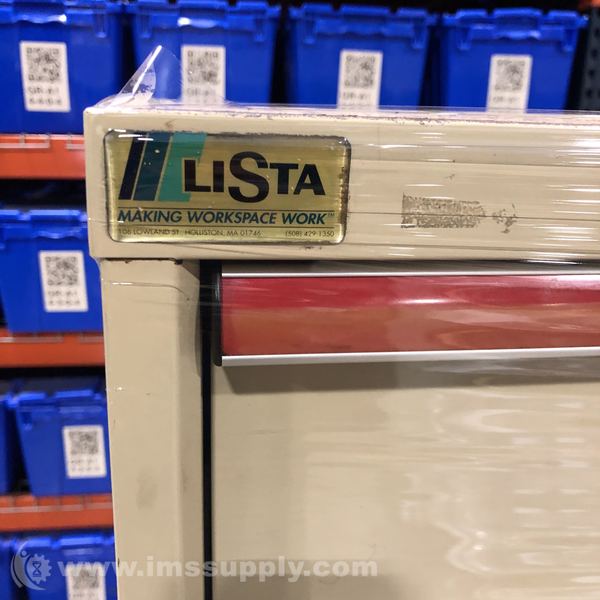 LISTA
MAKING WORKSPACE WORK™
106 LOWLAND ST. HOLLISTON, MA 01746 (508) 429-1350
www.imssupply.com